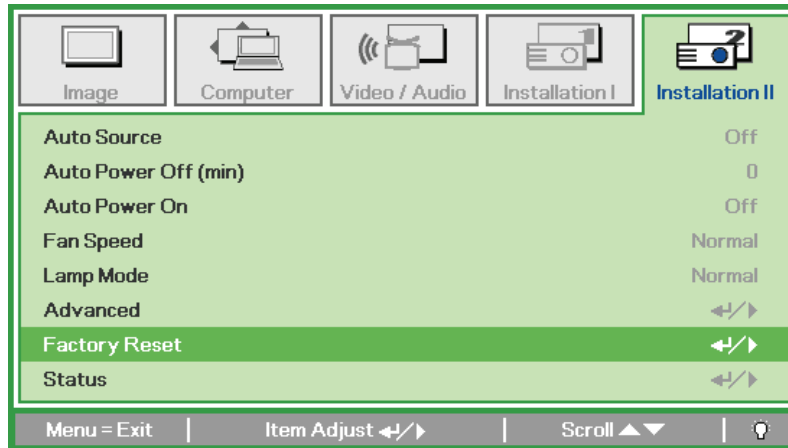 Image Computer Video / Audio Installation I Installation II
Auto Source Off
Auto Power Off (min) 0
Auto Power On Off
Fan Speed Normal
Lamp Mode Normal
Advanced ↵/▶
Factory Reset ↵/▶
Status ↵/▶
Menu = Exit | Item Adjust ↵/▶ | Scroll ▲▼ |